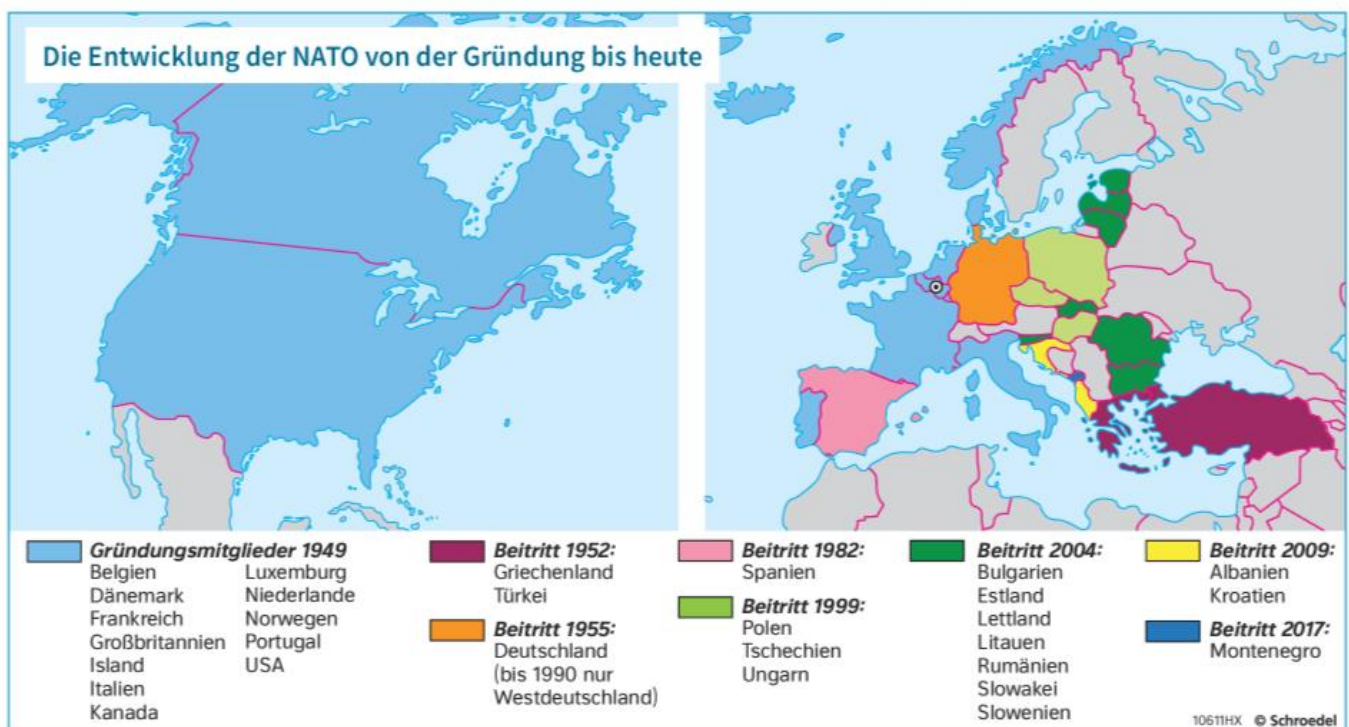 Die Entwicklung der NATO von der Gründung bis heute
Gründungsmitglieder 1949
Belgien
Dänemark
Frankreich
Großbritannien
Island
Italien
Kanada
Luxemburg
Niederlande
Norwegen
Portugal
USA
Beitritt 1952:
Griechenland
Türkei
Beitritt 1955:
Deutschland
(bis 1990 nur
Westdeutschland)
Beitritt 1982:
Spanien
Beitritt 1999:
Polen
Tschechien
Ungarn
Beitritt 2004:
Bulgarien
Estland
Lettland
Litauen
Rumänien
Slowakei
Slowenien
Beitritt 2009:
Albanien
Kroatien
Beitritt 2017:
Montenegro
10611HX © Schroedel